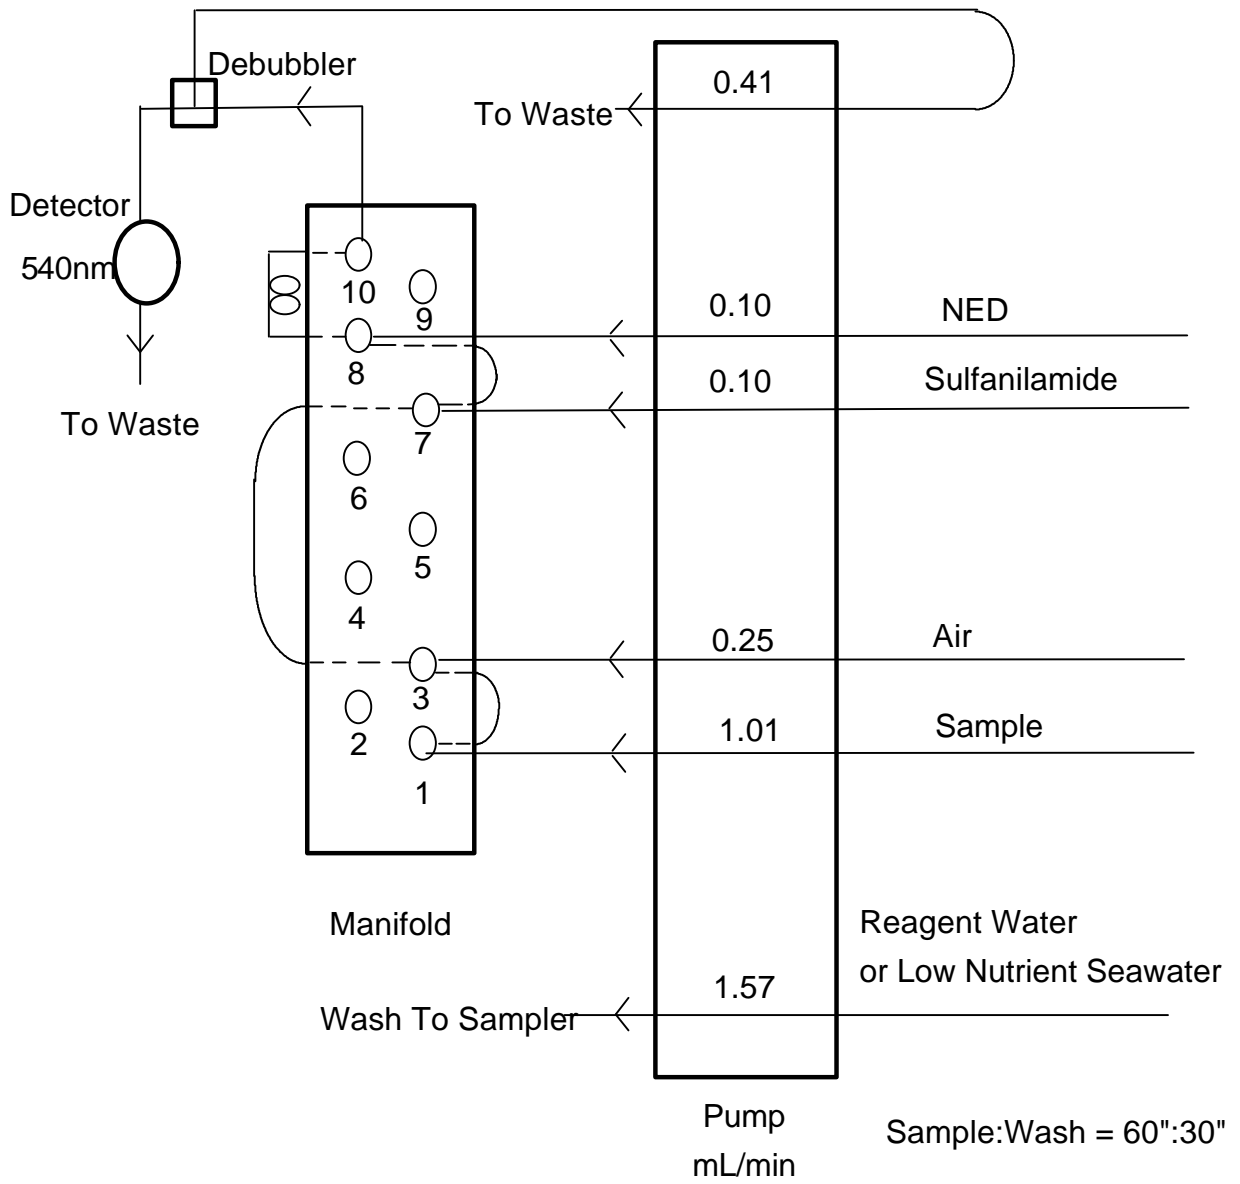 Debubbler
0.41
To Waste
Detector
540nm
10
9
0.10
NED
8
0.10
Sulfanilamide
To Waste
7
6
5
4
0.25
Air
3
1.01
Sample
2
1
Manifold
Reagent Water
or Low Nutrient Seawater
1.57
Wash To Sampler
Pump
mL/min
Sample:Wash = 60":30"